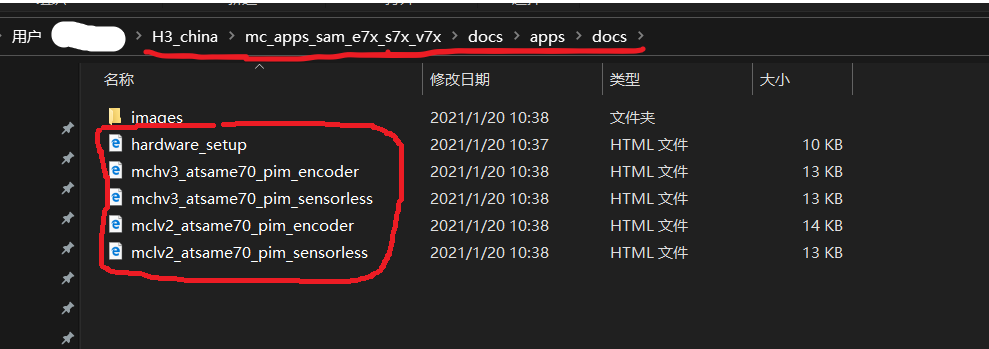 用户 H3_china mc_apps_sam_e7x_s7x_v7x docs apps docs
名称 修改日期 类型 大小
images 2021/1/20 10:38 文件夹
hardware_setup 2021/1/20 10:37 HTML 文件 10 KB
mchv3_atsame70_pim_encoder 2021/1/20 10:38 HTML 文件 13 KB
mchv3_atsame70_pim_sensorless 2021/1/20 10:38 HTML 文件 13 KB
mclv2_atsame70_pim_encoder 2021/1/20 10:38 HTML 文件 14 KB
mclv2_atsame70_pim_sensorless 2021/1/20 10:38 HTML 文件 13 KB